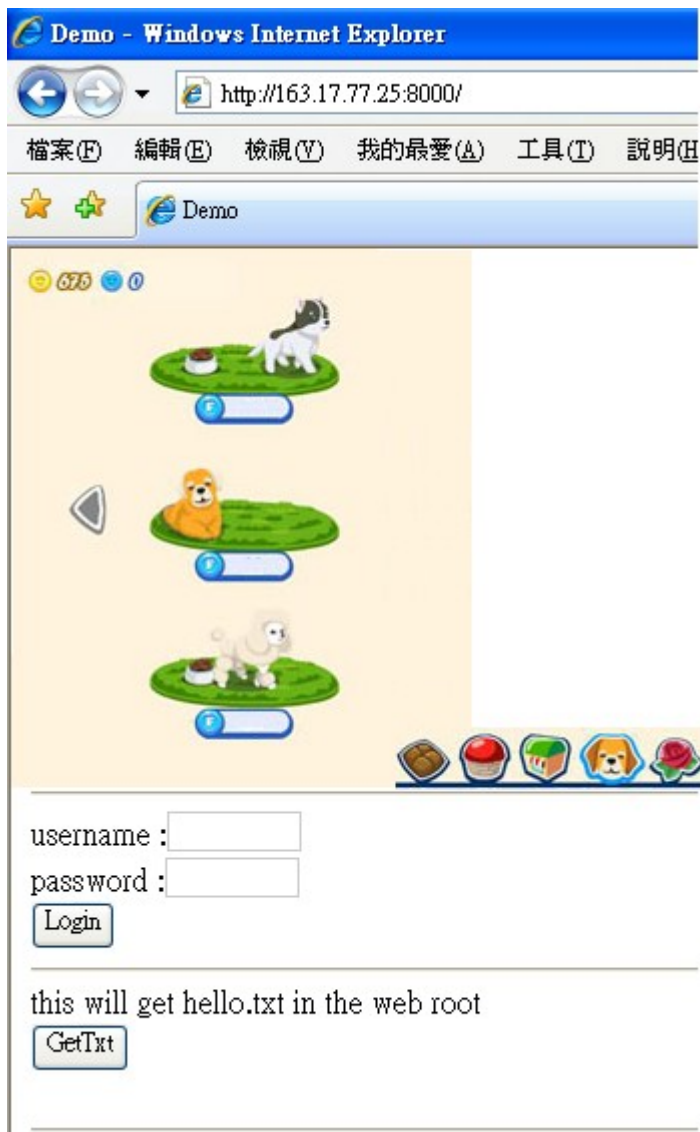 Demo - Windows Internet Explorer
http://163.17.77.25:8000/
檔案(F) 編輯(E) 檢視(V) 我的最愛(A) 工具(T) 說明(H
Demo
675 0
F
F
F
username :
password :
Login
this will get hello.txt in the web root
GetTxt